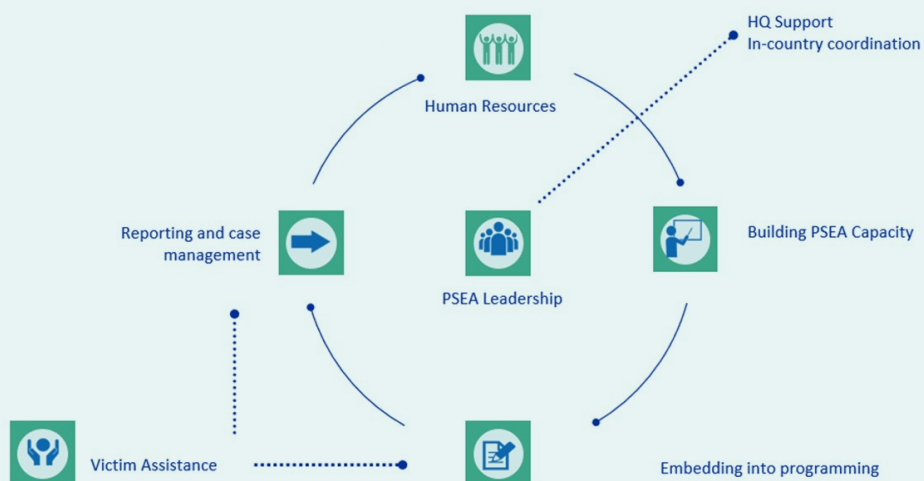 HQ Support
In-country coordination
Human Resources
Reporting and case
management
Building PSEA Capacity
PSEA Leadership
Victim Assistance
Embedding into programming